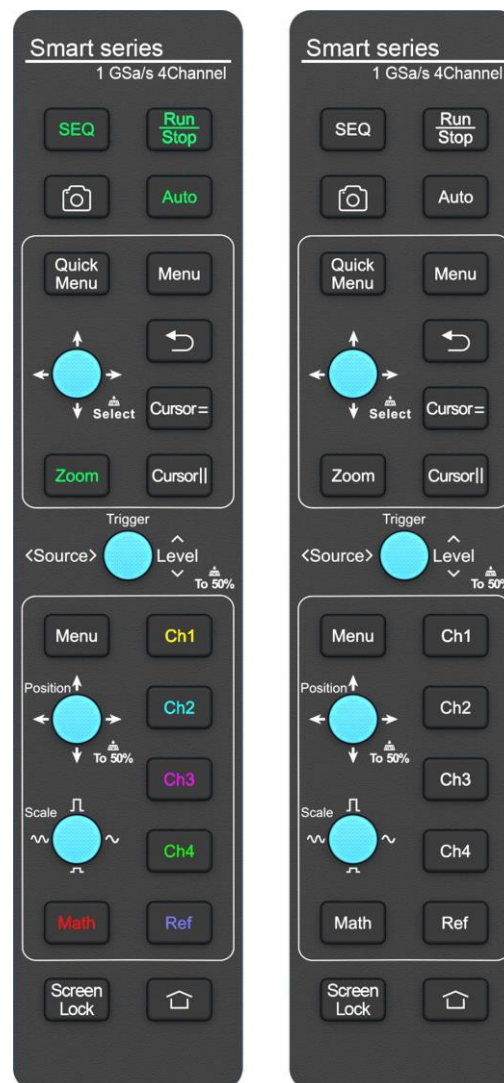 Smart series
1 GSa/s 4Channel
SEQ
Run
Stop
Auto
Quick
Menu
Menu
Select
Cursor=
Zoom
Cursor||
Trigger
<Source>
Level
To 50%
Menu
Ch1
Position
Ch2
To 50%
Ch3
Scale
Ch4
Math
Ref
Screen
Lock
Smart series
1 GSa/s 4Channel
SEQ
Run
Stop
Auto
Quick
Menu
Menu
Select
Cursor=
Zoom
Cursor||
Trigger
<Source>
Level
To 50%
Menu
Ch1
Position
Ch2
To 50%
Ch3
Scale
Ch4
Math
Ref
Screen
Lock